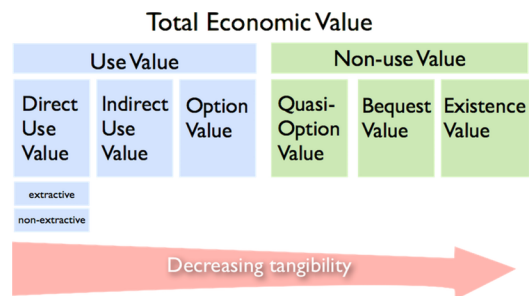 Total Economic Value
Use Value
Non-use Value
Direct
Use
Value
Indirect
Use
Value
Option
Value
Quasi-
Option
Value
Bequest
Value
Existence
Value
extractive
non-extractive
Decreasing tangibility